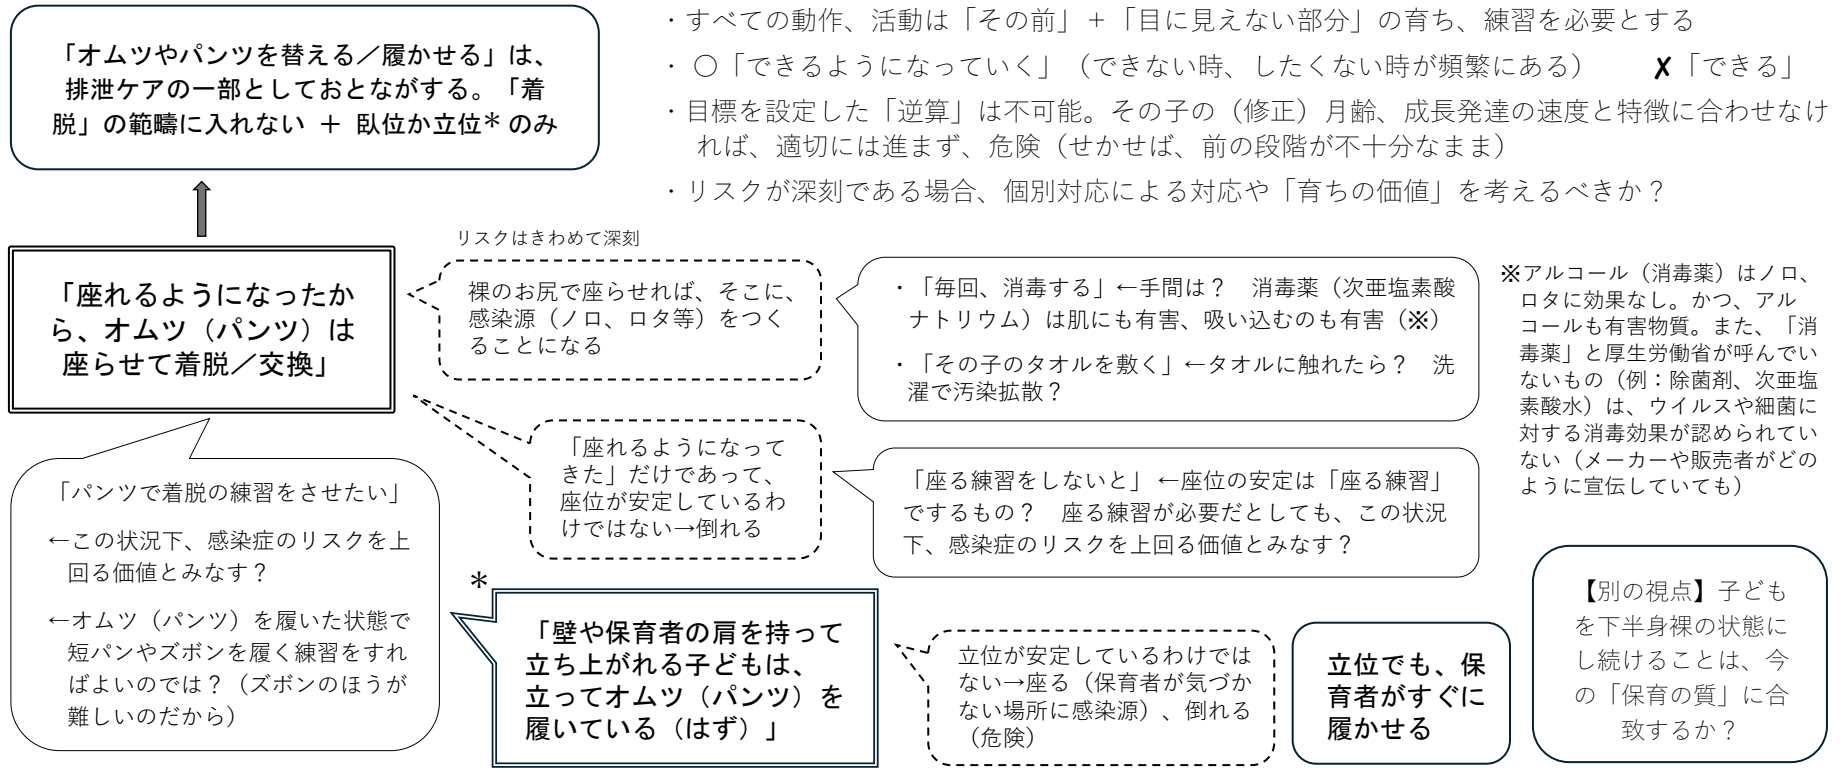 「オムツやパンツを替える／履かせる」は、
排泄ケアの一部としておとながする。「着
脱」の範疇に入れない ＋ 臥位か立位＊のみ
・すべての動作、活動は「その前」＋「目に見えない部分」の育ち、練習を必要とする
・〇「できるようになっていく」（できない時、したくない時が頻繁にある）　✘「できる」
・目標を設定した「逆算」は不可能。その子の（修正）月齢、成長発達の速度と特徴に合わせなけ
れば、適切には進まず、危険（せかせば、前の段階が不十分なまま）
・リスクが深刻である場合、個別対応による対応や「育ちの価値」を考えるべきか？
「座れるようになったか
ら、オムツ（パンツ）は
座らせて着脱／交換」
リスクはきわめて深刻
裸のお尻で座らせれば、そこに、
感染源（ノロ、ロタ等）をつく
ることになる
・「毎回、消毒する」←手間は？　消毒薬（次亜塩素酸
ナトリウム）は肌にも有害、吸い込むのも有害（※）
・「その子のタオルを敷く」←タオルに触れたら？　洗
濯で汚染拡散？
※アルコール（消毒薬）はノロ、
ロタに効果なし。かつ、アル
コールも有害物質。また、「消
毒薬」と厚生労働省が呼んでい
ないもの（例：除菌剤、次亜塩
素酸水）は、ウイルスや細菌に
対する消毒効果が認められてい
ない（メーカーや販売者がどの
ように宣伝していても）
「座れるようになって
きた」だけであって、
座位が安定しているわ
けではない→倒れる
「座る練習をしないと」←座位の安定は「座る練習」
でするもの？　座る練習が必要だとしても、この状況
下、感染症のリスクを上回る価値とみなす？
「パンツで着脱の練習をさせたい」
←この状況下、感染症のリスクを上
回る価値とみなす？
←オムツ（パンツ）を履いた状態で
短パンやズボンを履く練習をすれ
ばよいのでは？（ズボンのほうが
難しいのだから）
＊
「壁や保育者の肩を持って
立ち上がれる子どもは、
立ってオムツ（パンツ）を
履いている（はず）」
立位が安定しているわけでは
ない→座る（保育者が気づか
ない場所に感染源）、倒れる
（危険）
立位でも、保
育者がすぐに
履かせる
【別の視点】子ども
を下半身裸の状態に
し続けることは、今
の「保育の質」に合
致するか？